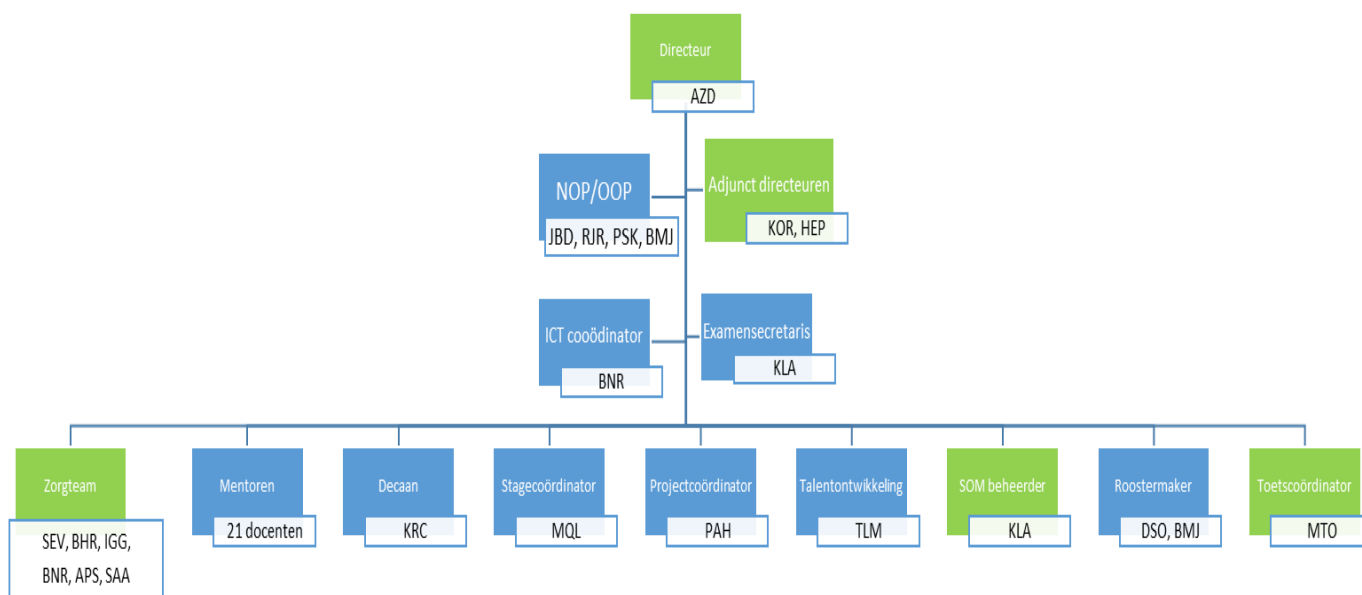 Directeur
AZD
NOP/OOP
JBD, RJR, PSK, BMJ
Adjunct directeuren
KOR, HEP
ICT cooödinator
BNR
Examensecretaris
KLA
Zorgteam
SEV, BHR, IGG,
BNR, APS, SAA
Mentoren
21 docenten
Decaan
KRC
Stagecoördinator
MQL
Projectcoördinator
PAH
Talentontwikkeling
TLM
SOM beheerder
KLA
Roostermaker
DSO, BMJ
Toetscoördinator
MTO